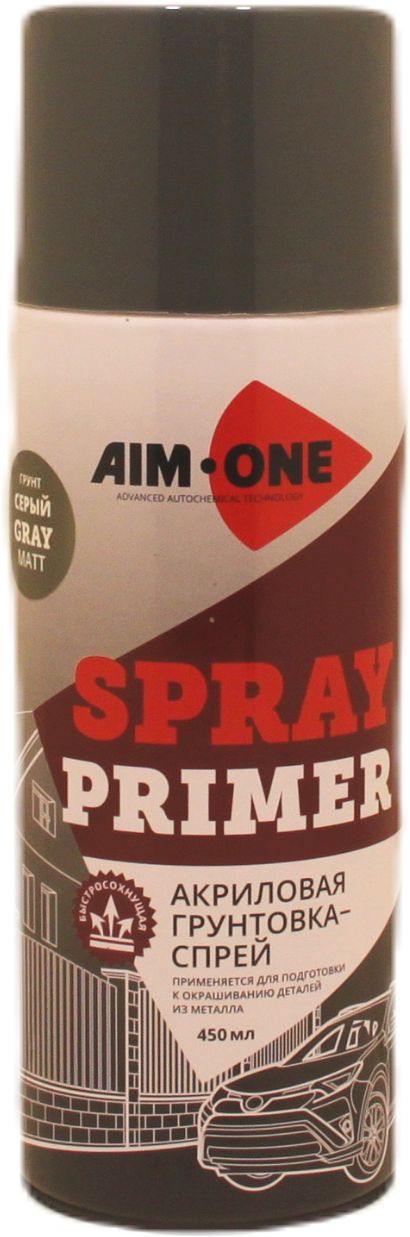 AIM·ONE
ADVANCED AUTOCHEMICAL TECHNOLOGY
ГРУНТ
СЕРЫЙ
GRAY
MATT
SPRAY
PRIMER
БЫСТРОСОХНУЩАЯ
АКРИЛОВАЯ
ГРУНТОВКА-
СПРЕЙ
ПРИМЕНЯЕТСЯ ДЛЯ ПОДГОТОВКИ
К ОКРАШИВАНИЮ ДЕТАЛЕЙ
ИЗ МЕТАЛЛА
450 МЛ